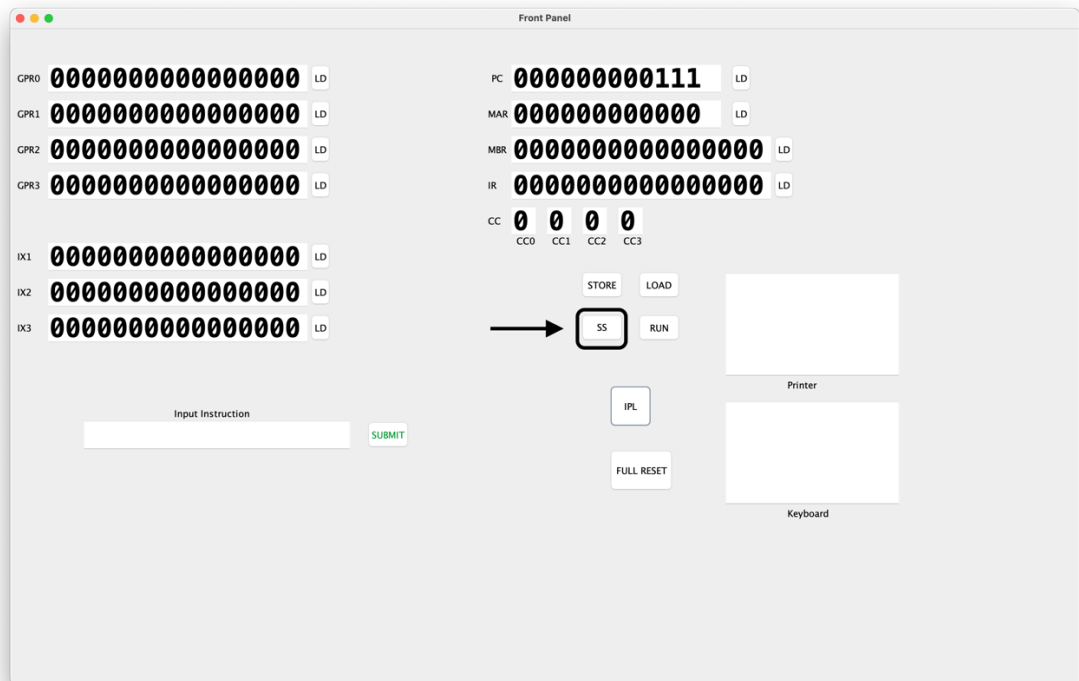 Front Panel
GPR0 0000000000000000 LD
GPR1 0000000000000000 LD
GPR2 0000000000000000 LD
GPR3 0000000000000000 LD
IX1 0000000000000000 LD
IX2 0000000000000000 LD
IX3 0000000000000000 LD
Input Instruction
SUBMIT
PC 000000000111 LD
MAR 000000000000 LD
MBR 0000000000000000 LD
IR 0000000000000000 LD
CC 0 0 0 0
CC0 CC1 CC2 CC3
STORE LOAD
SS RUN
IPL
FULL RESET
Printer
Keyboard